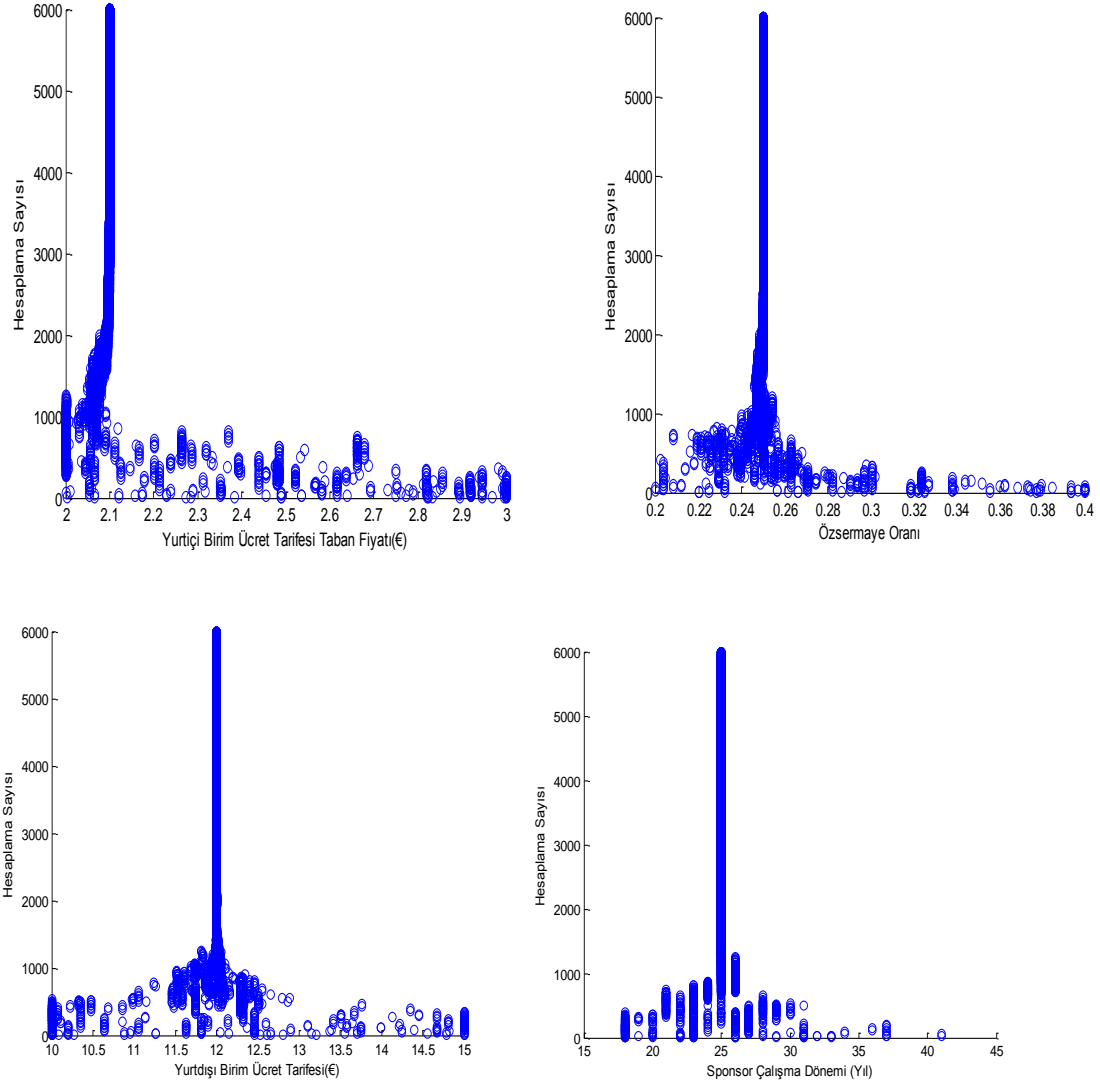 6000
5000
4000
3000
2000
1000
0
Hesaplama Sayısı
2 2.1 2.2 2.3 2.4 2.5 2.6 2.7 2.8 2.9 3
Yurtiçi Birim Ücret Tarifesi Taban Fiyatı(€)
6000
5000
4000
3000
2000
1000
0
Hesaplama Sayısı
0.2 0.22 0.24 0.26 0.28 0.3 0.32 0.34 0.36 0.38 0.4
Özsermaye Oranı
6000
5000
4000
3000
2000
1000
0
Hesaplama Sayısı
10 10.5 11 11.5 12 12.5 13 13.5 14 14.5 15
Yurtdışı Birim Ücret Tarifesi(€)
6000
5000
4000
3000
2000
1000
0
Hesaplama Sayısı
15 20 25 30 35 40 45
Sponsor Çalışma Dönemi (Yıl)